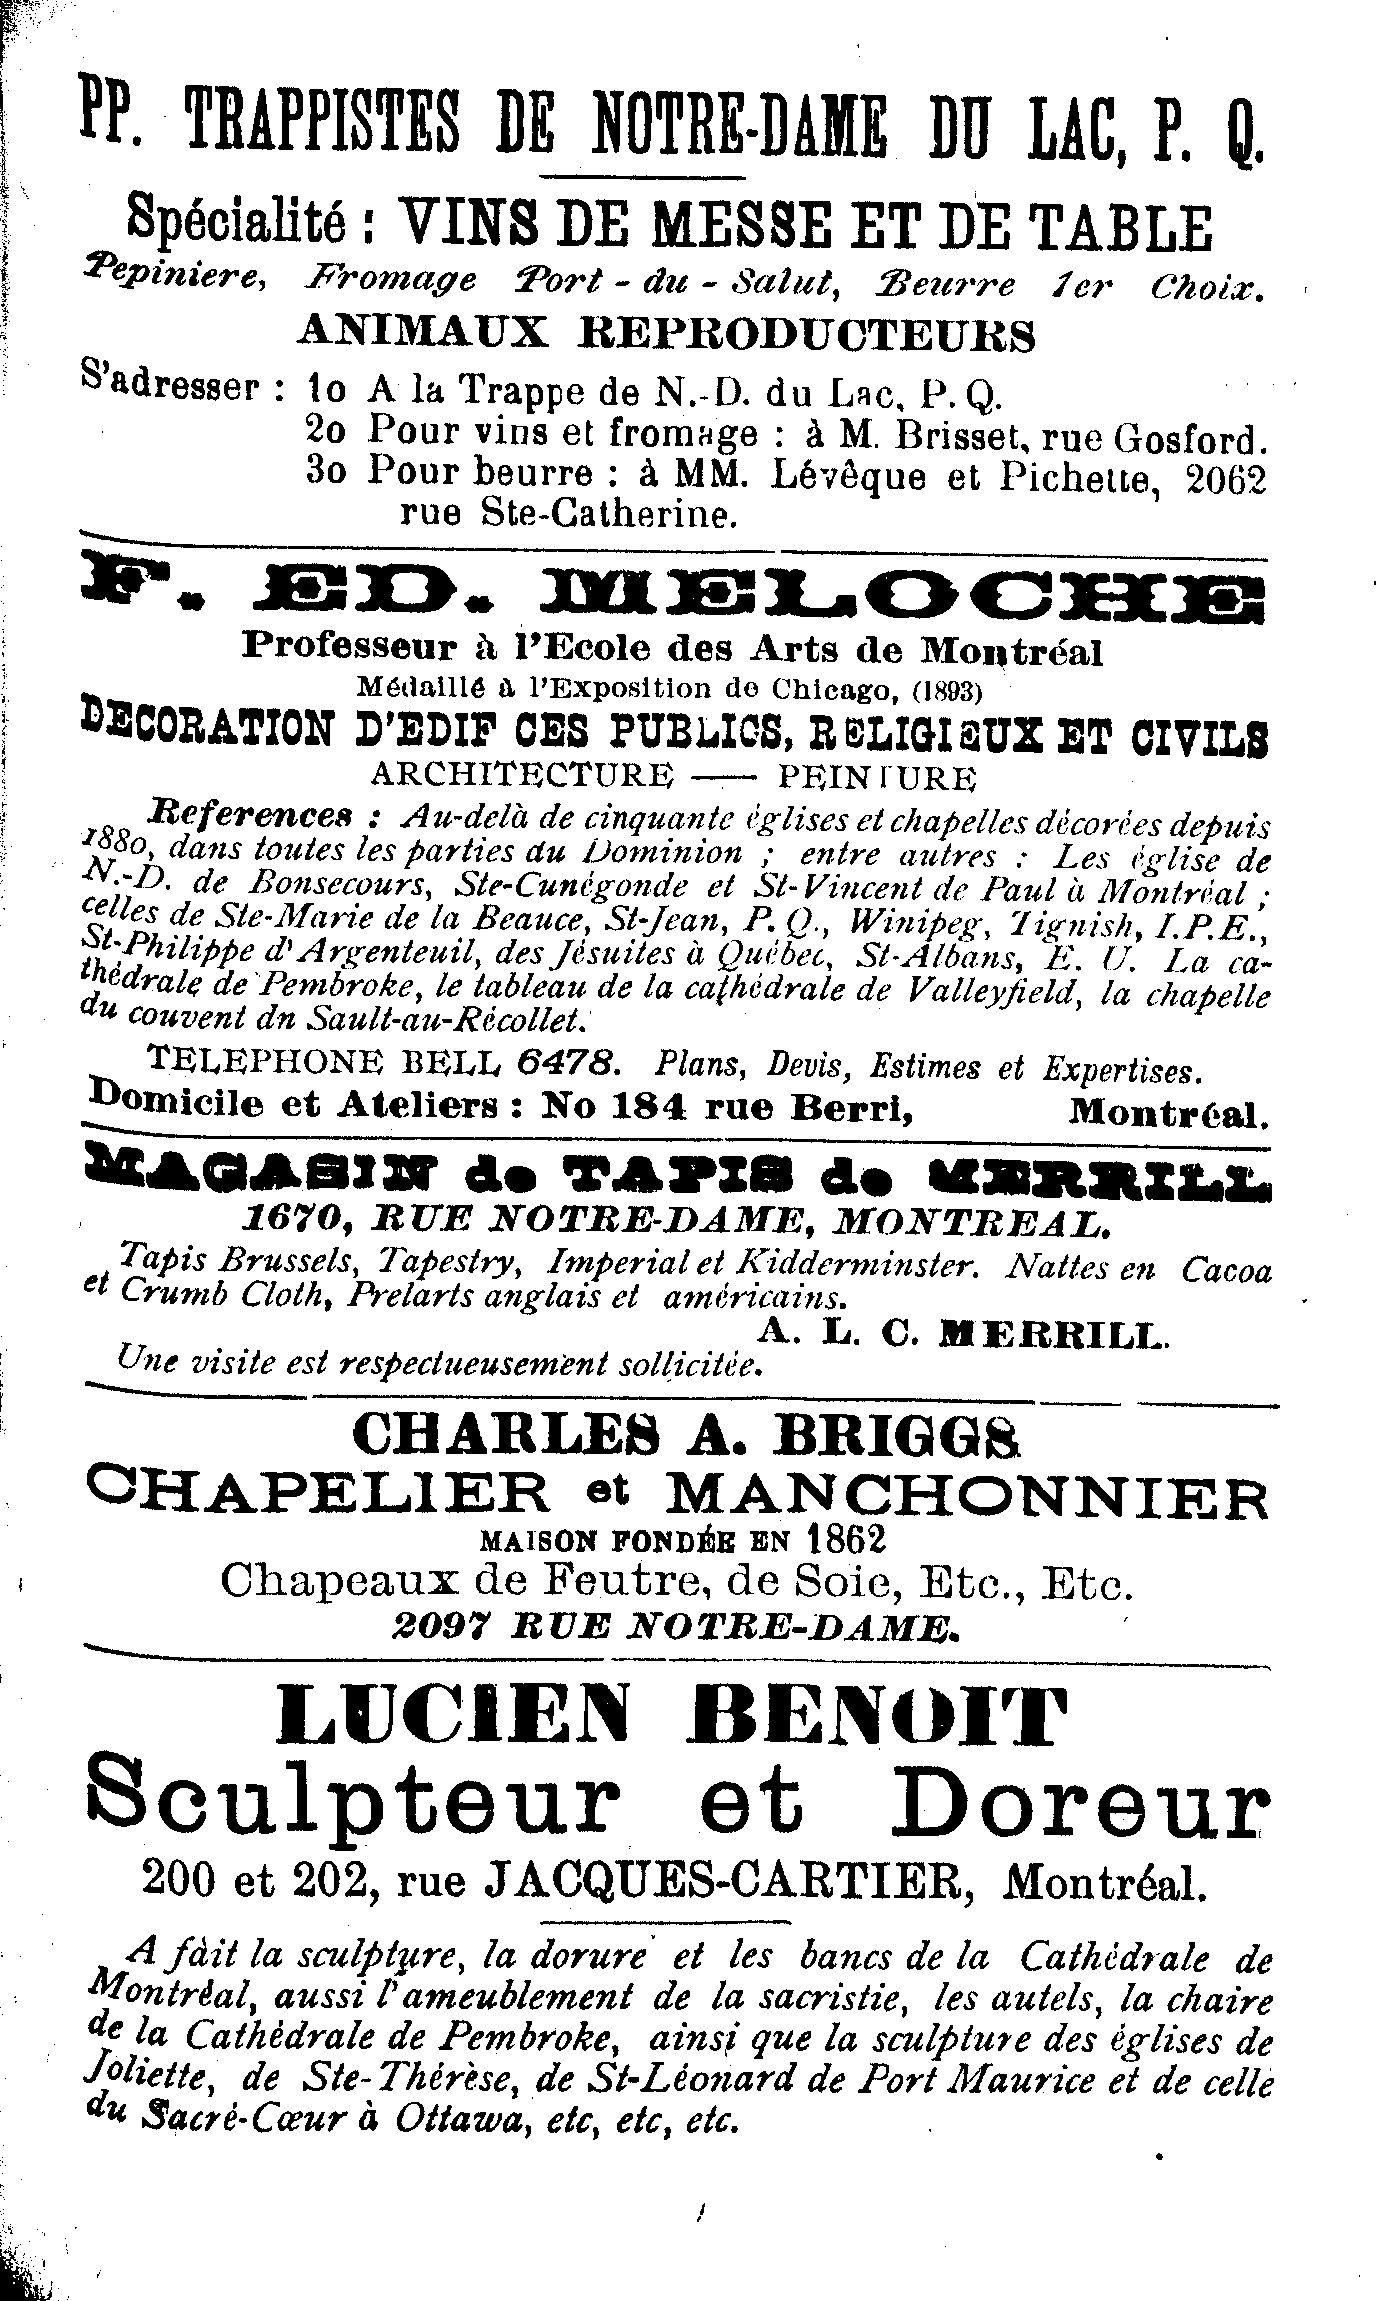 PP. TRAPPISTES DE NOTRE-DAME DU LAC, P. Q.
Spécialité : VINS DE MESSE ET DE TABLE
Pepiniere, Fromage Port - du - Salut, Beurre 1er Choix.
ANIMAUX REPRODUCTEURS
S'adresser : 1o A la Trappe de N.-D. du Lac, P. Q.
2o Pour vins et fromage : à M. Brisset, rue Gosford.
3o Pour beurre : à MM. Lévêque et Pichette, 2062
rue Ste-Catherine.
F. ED. MELOCHE
Professeur à l'Ecole des Arts de Montréal
Médaillé à l'Exposition de Chicago, (1893)
DECORATION D'EDIF CES PUBLICS, RELIGIEUX ET CIVILS
ARCHITECTURE —— PEINTURE
References : Au-delà de cinquante églises et chapelles décorées depuis
1880, dans toutes les parties du Dominion ; entre autres : Les église de
N.-D. de Bonsecours, Ste-Cunégonde et St-Vincent de Paul à Montréal ;
celles de Ste-Marie de la Beauce, St-Jean, P. Q., Winipeg, Tignish, I.P.E.,
St-Philippe d'Argenteuil, des Jésuites à Québec, St-Albans, E. U. La ca-
thédrale de Pembroke, le tableau de la cathédrale de Valleyfield, la chapelle
du couvent dn Sault-au-Récollet.
TELEPHONE BELL 6478. Plans, Devis, Estimes et Expertises.
Domicile et Ateliers : No 184 rue Berri, Montréal.
MAGASIN de TAPIS de MERRILL
1670, RUE NOTRE-DAME, MONTREAL.
Tapis Brussels, Tapestry, Imperial et Kidderminster. Nattes en Cacoa
et Crumb Cloth, Prelarts anglais et américains.
A. L. C. MERRILL.
Une visite est respectueusement sollicitée.
CHARLES A. BRIGGS
CHAPELIER et MANCHONNIER
MAISON FONDÉE EN 1862
Chapeaux de Feutre, de Soie, Etc., Etc.
2097 RUE NOTRE-DAME.
LUCIEN BENOIT
Sculpteur et Doreur
200 et 202, rue JACQUES-CARTIER, Montréal.
A fait la sculpture, la dorure et les bancs de la Cathédrale de
Montréal, aussi l'ameublement de la sacristie, les autels, la chaire
de la Cathédrale de Pembroke, ainsi que la sculpture des églises de
Joliette, de Ste-Thérèse, de St-Léonard de Port Maurice et de celle
du Sacré-Cœur à Ottawa, etc, etc, etc.